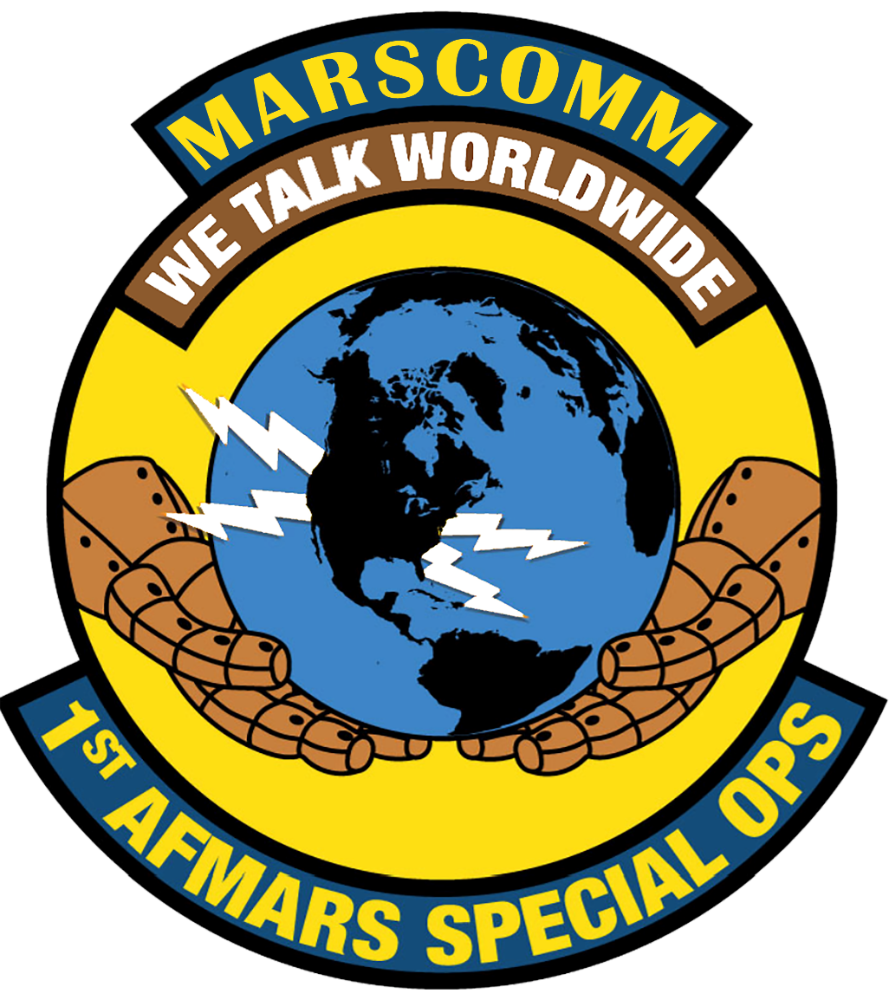 MARSCOMM
WE TALK WORLDWIDE
1ST AFMARS SPECIAL OPS